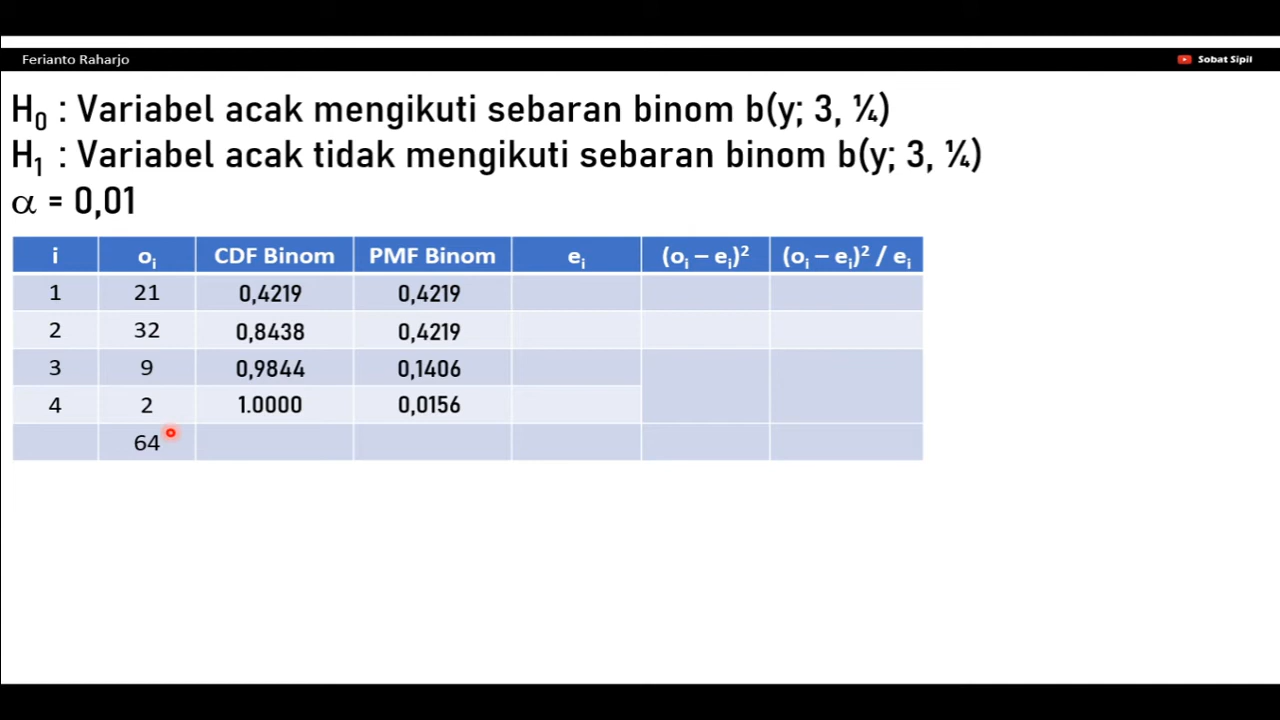 Ferianto Raharjo
Sobat Sipil
H0 : Variabel acak mengikuti sebaran binom b(y; 3, ¼)
H1 : Variabel acak tidak mengikuti sebaran binom b(y; 3, ¼)
α = 0,01
i oi CDF Binom PMF Binom ei (oi – ei)2 (oi – ei)2 / ei
1 21 0,4219 0,4219
2 32 0,8438 0,4219
3 9 0,9844 0,1406
4 2 1.0000 0,0156
64